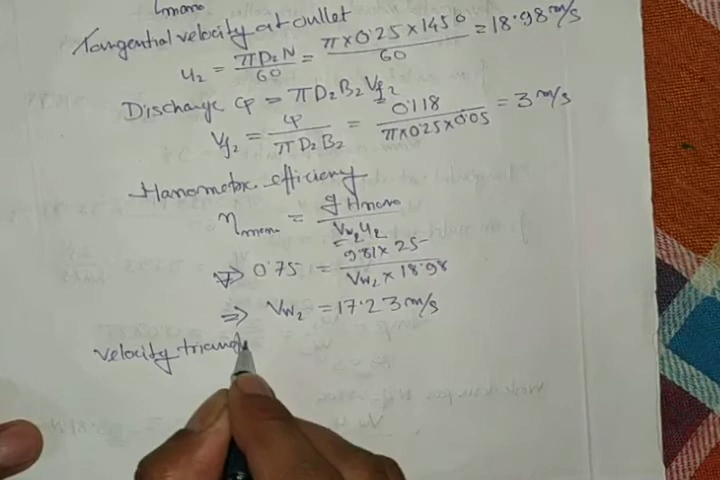 Hmano
Tangential velocity at outlet
u2 = πD2N/60 = π×0.25×1450/60 = 18.98 m/s
Discharge φ = πD2B2Vf2
Vf2 = φ/πD2B2 = 0.118/π×0.25×0.05 = 3 m/s
Manometric efficiency
ηmano = gHmano/Vw2u2
⇒ 0.75 = 9.81×25/Vw2×18.98
⇒ Vw2 = 17.23 m/s
Velocity triang